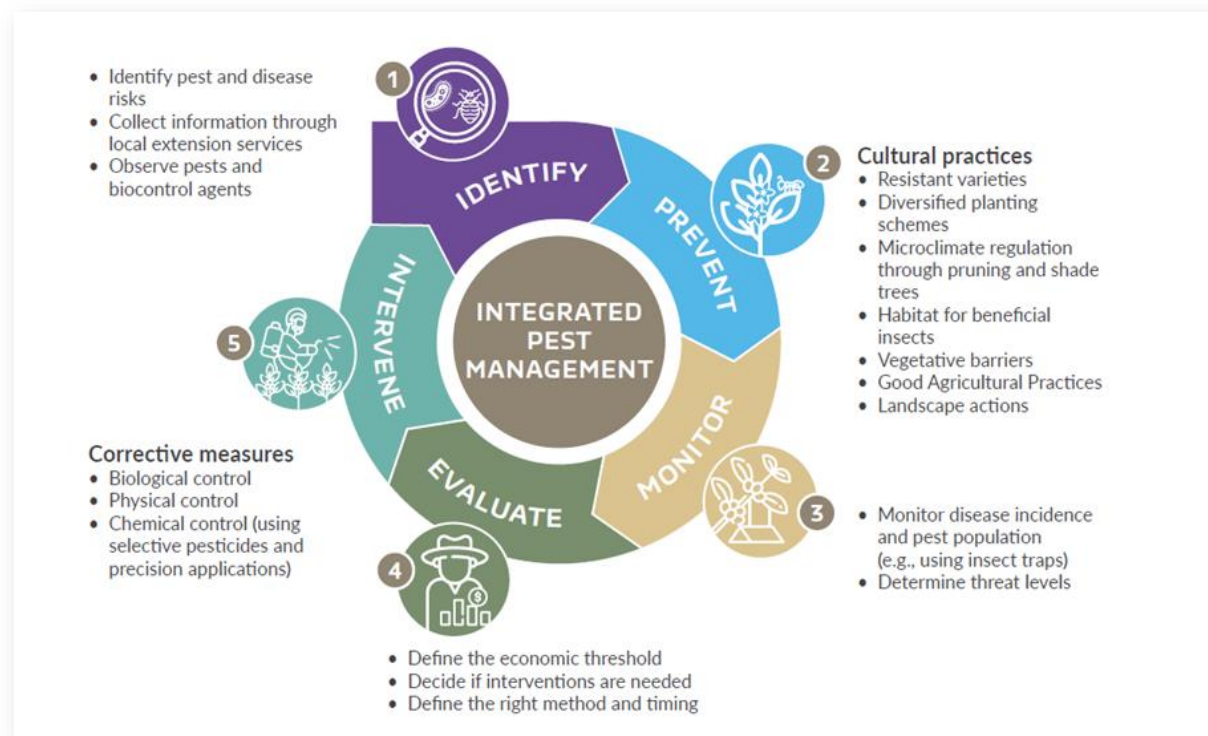 1
IDENTIFY
• Identify pest and disease
risks
• Collect information through
local extension services
• Observe pests and
biocontrol agents
2
PREVENT
Cultural practices
• Resistant varieties
• Diversified planting
schemes
• Microclimate regulation
through pruning and shade
trees
• Habitat for beneficial
insects
• Vegetative barriers
• Good Agricultural Practices
• Landscape actions
INTEGRATED
PEST
MANAGEMENT
3
MONITOR
• Monitor disease incidence
and pest population
(e.g., using insect traps)
• Determine threat levels
4
EVALUATE
$
• Define the economic threshold
• Decide if interventions are needed
• Define the right method and timing
5
INTERVENE
Corrective measures
• Biological control
• Physical control
• Chemical control (using
selective pesticides and
precision applications)